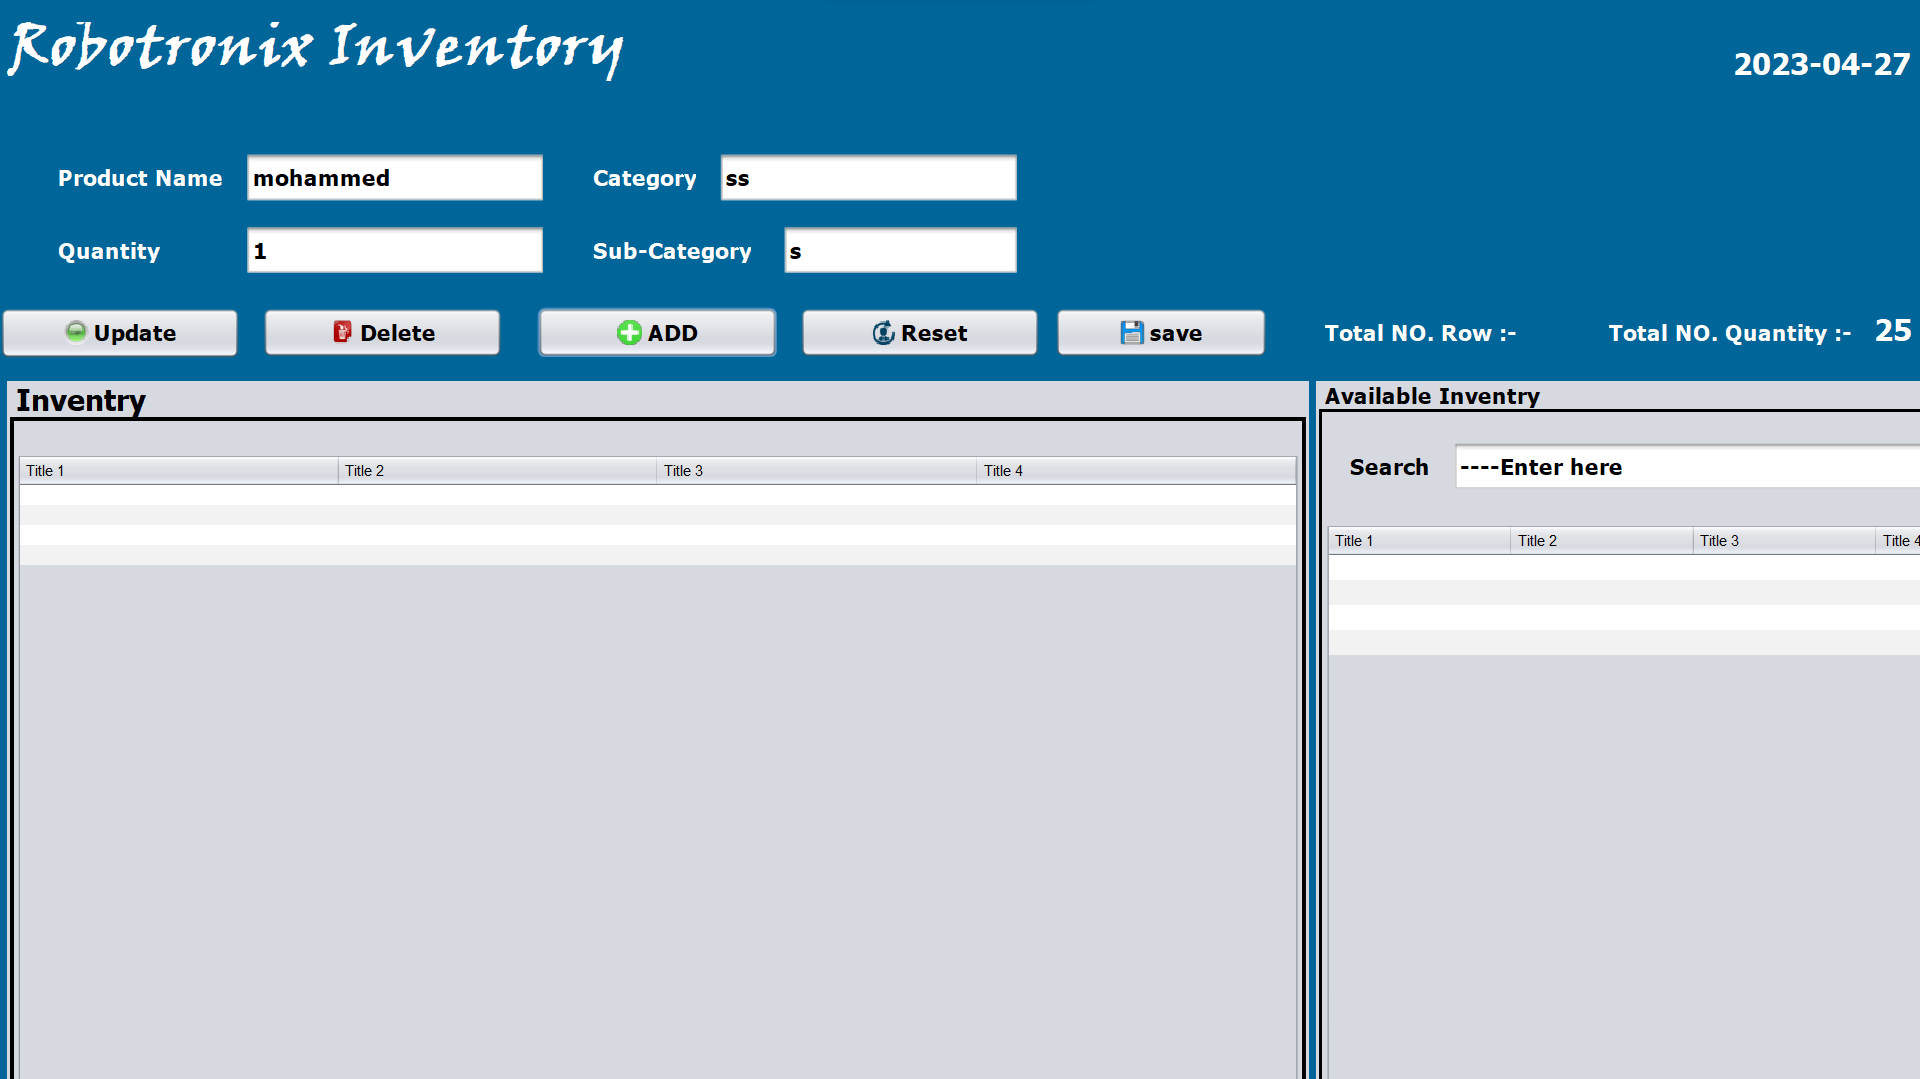 Robotronix Inventory
2023-04-27
Product Name mohammed Category ss
Quantity 1 Sub-Category s
Update Delete ADD Reset save Total NO. Row :- Total NO. Quantity :- 25
Inventry
Available Inventry
Search ----Enter here
Title 1 Title 2 Title 3 Title 4
Title 1 Title 2 Title 3 Title 4